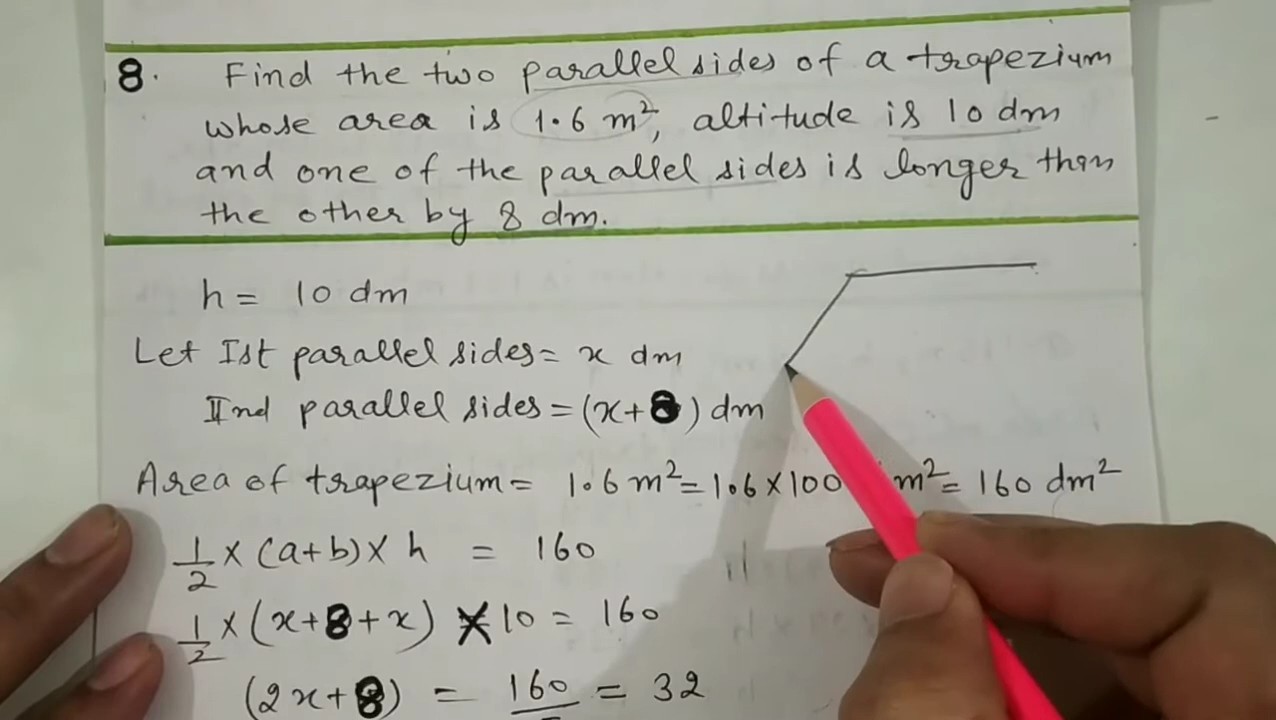 8. Find the two parallel sides of a trapezium
whose area is 1.6 m², altitude is 10 dm
and one of the parallel sides is longer than
the other by 8 dm.
h = 10 dm
Let Ist parallel sides = x dm
IInd parallel sides = (x+8) dm
Area of trapezium = 1.6 m² = 1.6×100 m² = 160 dm²
1/2 × (a+b) × h = 160
1/2 × (x+8+x) × 10 = 160
(2x+8) = 160 = 32